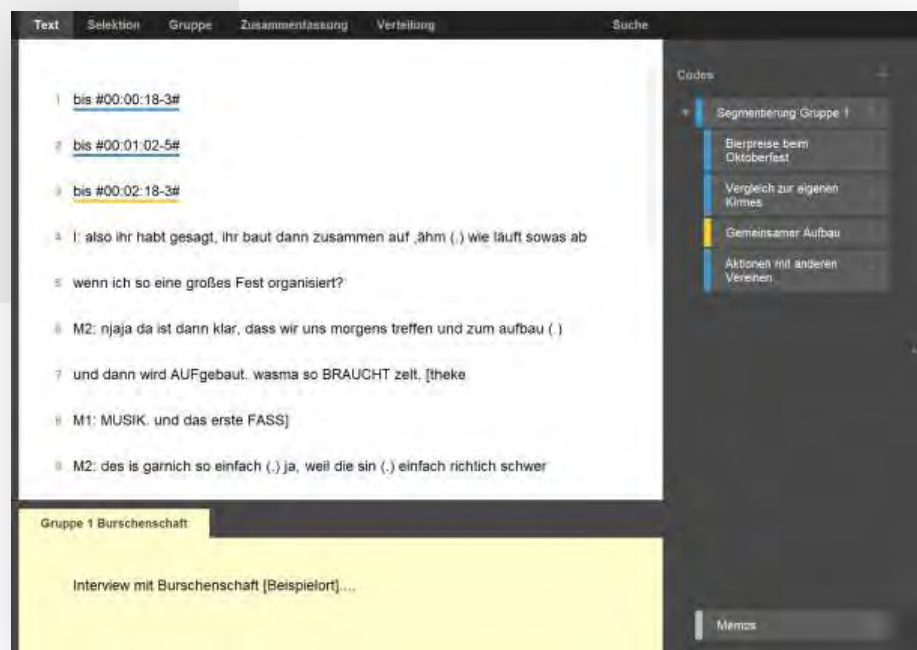 Text Selektion Gruppe Zusammenfassung Verteilung Suche
1 bis #00:00:18-3#
2 bis #00:01:02-5#
3 bis #00:02:18-3#
4 I: also ihr habt gesagt, ihr baut dann zusammen auf ,ähm (.) wie läuft sowas ab
5 wenn ich so eine großes Fest organisiert?
6 M2: njaja da ist dann klar, dass wir uns morgens treffen und zum aufbau (.)
7 und dann wird AUFgebaut. wasma so BRAUCHT zelt. [theke
8 M1: MUSIK. und das erste FASS]
9 M2: des is garnich so einfach (.) ja, weil die sin (.) einfach richtich schwer
Gruppe 1 Burschenschaft
Interview mit Burschenschaft [Beispielort]....
Codes
Segmentierung Gruppe 1
Bierpreise beim
Oktoberfest
Vergleich zur eigenen
Kirmes
Gemeinsamer Aufbau
Aktionen mit anderen
Vereinen
Memos